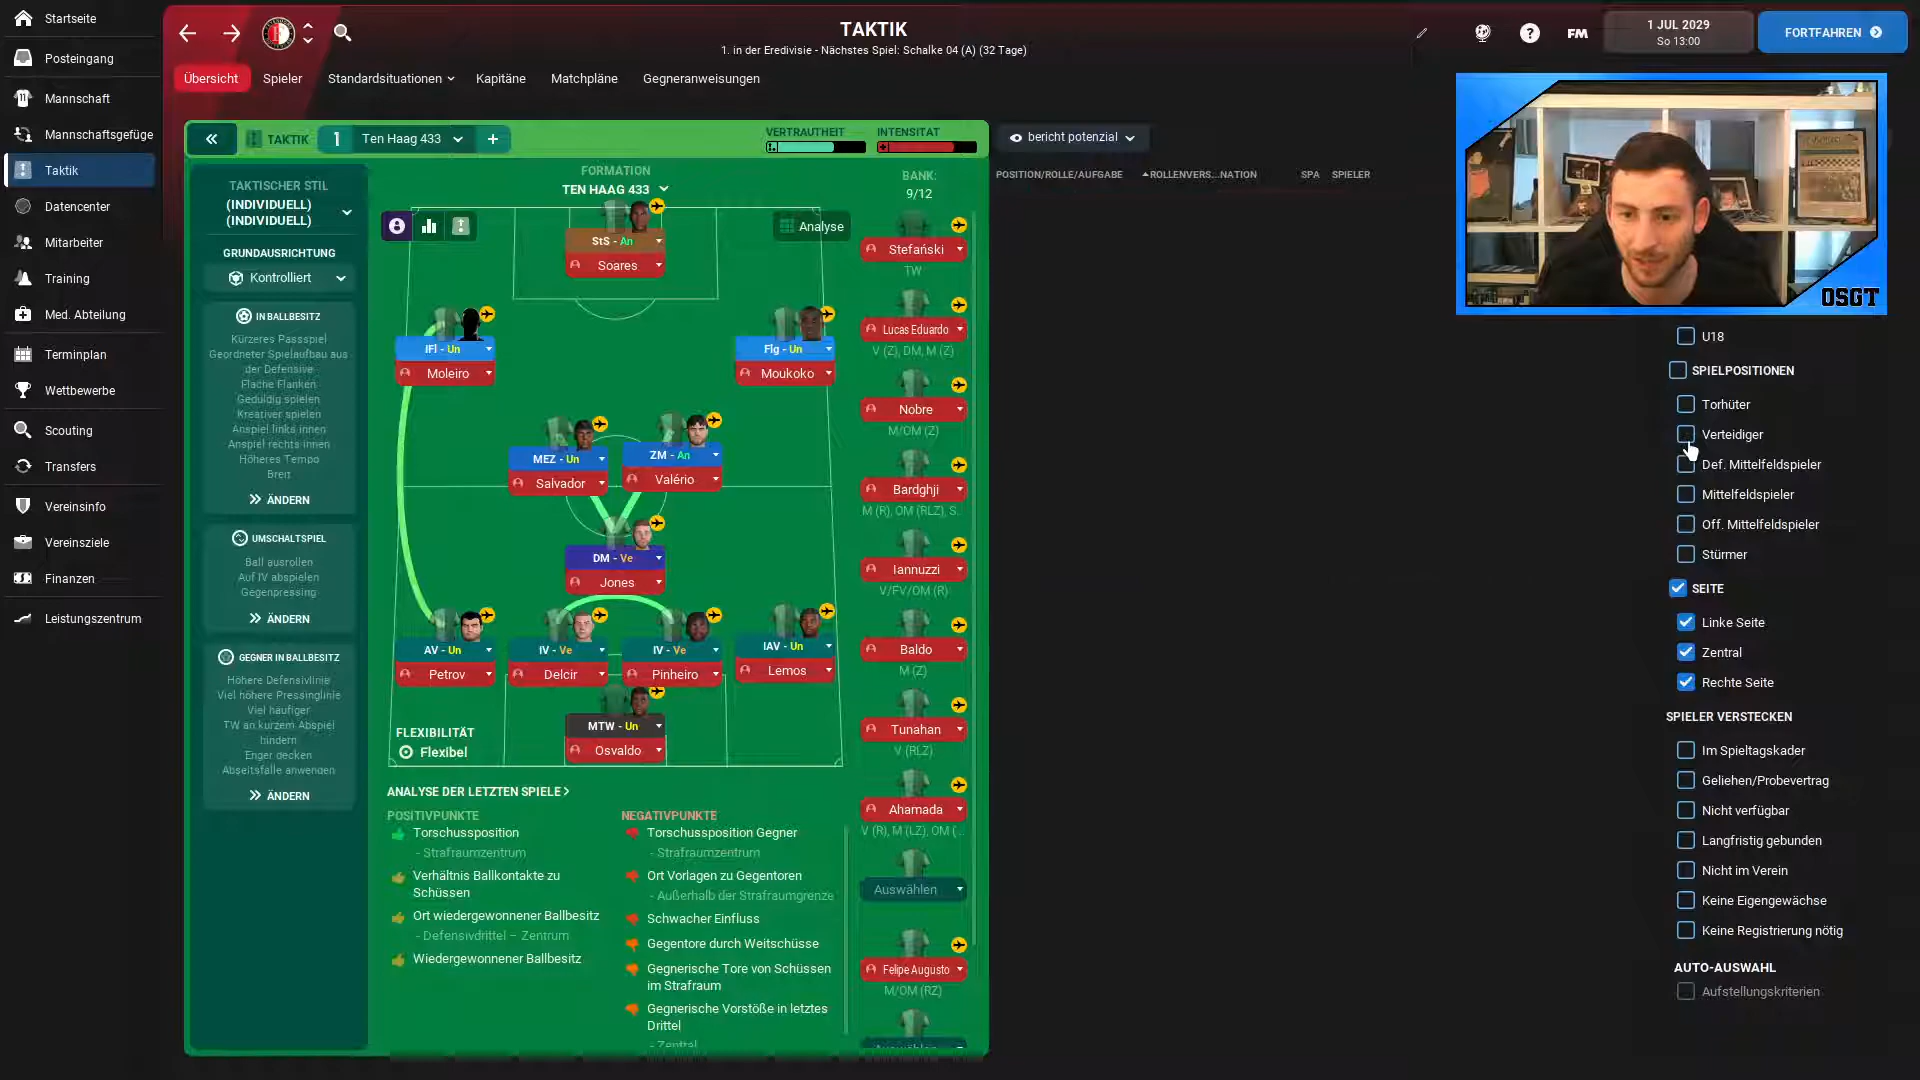 Startseite
Posteingang
Mannschaft
Mannschaftsgefüge
Taktik
Datencenter
Mitarbeiter
Training
Med. Abteilung
Terminplan
Wettbewerbe
Scouting
Transfers
Vereinsinfo
Vereinsziele
Finanzen
Leistungszentrum
TAKTIK
1. in der Eredivisie - Nächstes Spiel: Schalke 04 (A) (32 Tage)
FM
1 JUL 2029
So 13:00
FORTFAHREN
Übersicht
Spieler
Standardsituationen
Kapitäne
Matchpläne
Gegneranweisungen
TAKTIK
1
Ten Haag 433
VERTRAUTHEIT
INTENSITÄT
TAKTISCHER STIL
(INDIVIDUELL)
(INDIVIDUELL)
GRUNDAUSRICHTUNG
Kontrolliert
IN BALLBESITZ
Kürzeres Passspiel
Geordneter Spielaufbau aus
der Defensive
Flache Flanken
Geduldig spielen
Kreativer spielen
Anspiel links innen
Anspiel rechts innen
Höheres Tempo
Breit
ÄNDERN
UMSCHALTSPIEL
Ball ausrollen
Auf IV abspielen
Gegenpressing
ÄNDERN
GEGNER IN BALLBESITZ
Höhere Defensivlinie
Viel höhere Pressinglinie
Viel häufiger
TW an kurzem Abspiel
hindern
Enger decken
Abseitsfalle anwenden
ÄNDERN
FORMATION
TEN HAAG 433
Analyse
StS - An
Soares
IFl - Un
Moleiro
Flg - Un
Moukoko
MEZ - Un
Salvador
ZM - An
Valério
DM - Ve
Jones
AV - Un
Petrov
IV - Ve
Delcir
IV - Ve
Pinheiro
IAV - Un
Lemos
MTW - Un
Osvaldo
FLEXIBILITÄT
Flexibel
ANALYSE DER LETZTEN SPIELE
POSITIVPUNKTE
Torschussposition
- Strafraumzentrum
Verhältnis Ballkontakte zu
Schüssen
Ort wiedergewonnener Ballbesitz
- Defensivdrittel – Zentrum
Wiedergewonnener Ballbesitz
NEGATIVPUNKTE
Torschussposition Gegner
- Strafraumzentrum
Ort Vorlagen zu Gegentoren
- Außerhalb der Strafraumgrenze
Schwacher Einfluss
Gegentore durch Weitschüsse
Gegnerische Tore von Schüssen
im Strafraum
Gegnerische Vorstöße in letztes
Drittel
- Zentral
BANK:
9/12
Stefański
TW
Lucas Eduardo
V (Z), DM, M (Z)
Nobre
M/OM (Z)
Bardghji
M (R), OM (RLZ), S...
Iannuzzi
V/FV/OM (R)
Baldo
M (Z)
Tunahan
V (RLZ)
Ahamada
V (R), M (LZ), OM (...
Auswählen
Felipe Augusto
M/OM (RZ)
Auswählen
bericht potenzial
POSITION/ROLLE/AUFGABE
ROLLENVERS...
NATION
SPA
SPIELER
OSGT
U18
SPIELPOSITIONEN
Torhüter
Verteidiger
Def. Mittelfeldspieler
Mittelfeldspieler
Off. Mittelfeldspieler
Stürmer
SEITE
Linke Seite
Zentral
Rechte Seite
SPIELER VERSTECKEN
Im Spieltagskader
Geliehen/Probevertrag
Nicht verfügbar
Langfristig gebunden
Nicht im Verein
Keine Eigengewächse
Keine Registrierung nötig
AUTO-AUSWAHL
Aufstellungskriterien